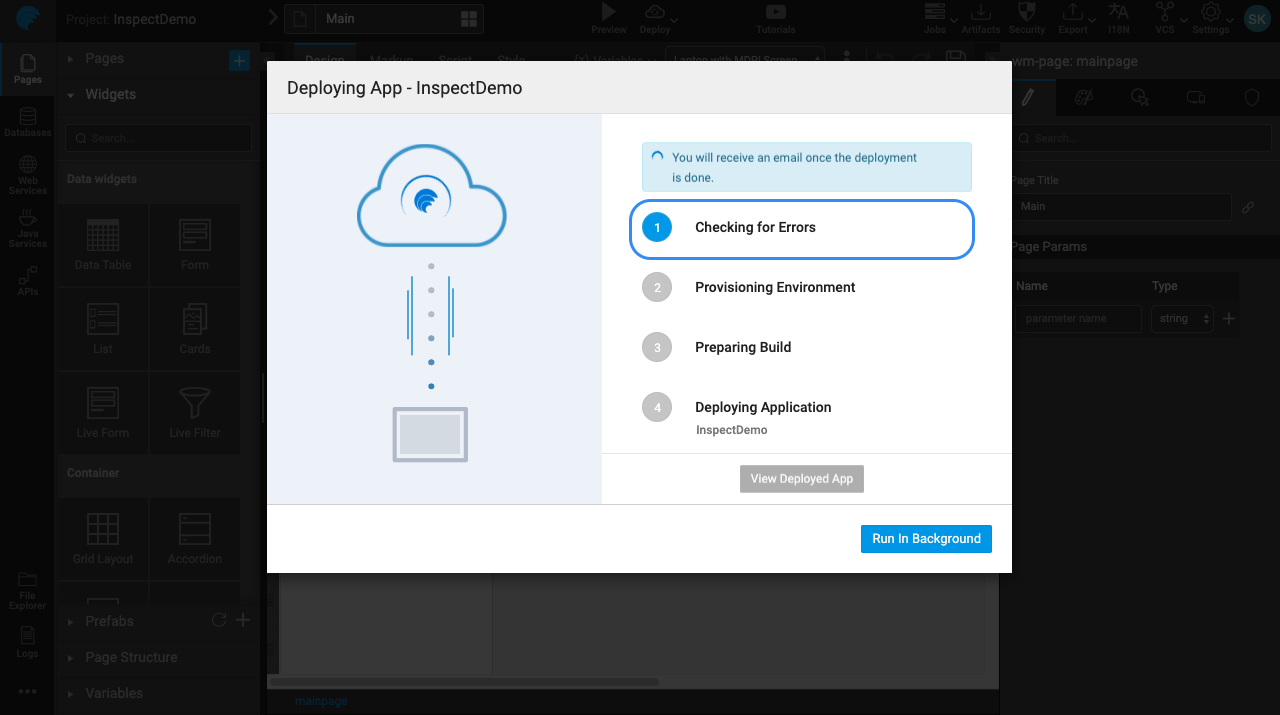 Project: InspectDemo
Main
Preview
Deploy
Tutorials
Jobs
Artifacts
Security
Export
I18N
VCS
Settings
SK
Pages
Databases
Web
Services
Java
Services
APIs
File
Explorer
Logs
Pages
Widgets
Search...
Data widgets
Data Table
Form
List
Cards
Live Form
Live Filter
Container
Grid Layout
Accordion
Prefabs
Page Structure
Variables
Design
Markup
Script
Style
(x) Variables
Laptop with MDPI Screen
Deploying App - InspectDemo
You will receive an email once the deployment
is done.
1 Checking for Errors
2 Provisioning Environment
3 Preparing Build
4 Deploying Application
InspectDemo
View Deployed App
Run In Background
mainpage
wm-page: mainpage
Search...
Page Title
Main
Page Params
Name
Type
parameter name
string